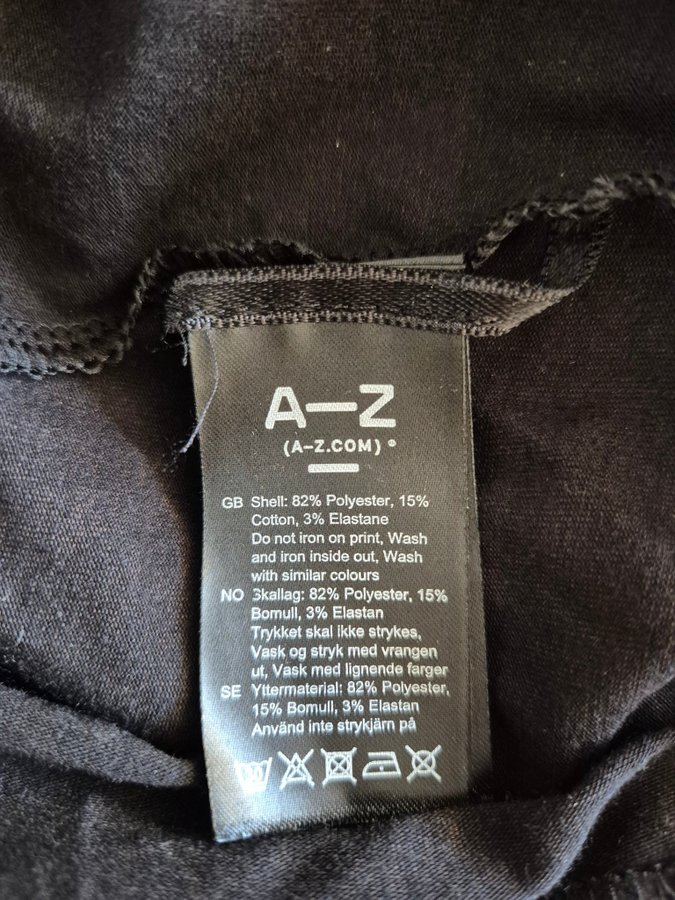 A—Z
(A–Z.COM) ®
GB Shell: 82% Polyester, 15%
Cotton, 3% Elastane
Do not iron on print, Wash
and iron inside out, Wash
with similar colours
NO Skallag: 82% Polyester, 15%
Bomull, 3% Elastan
Trykket skal ikke strykes,
Vask og stryk med vrangen
ut, Vask med lignende farger
SE Yttermaterial: 82% Polyester,
15% Bomull, 3% Elastan
Använd inte strykjärn på